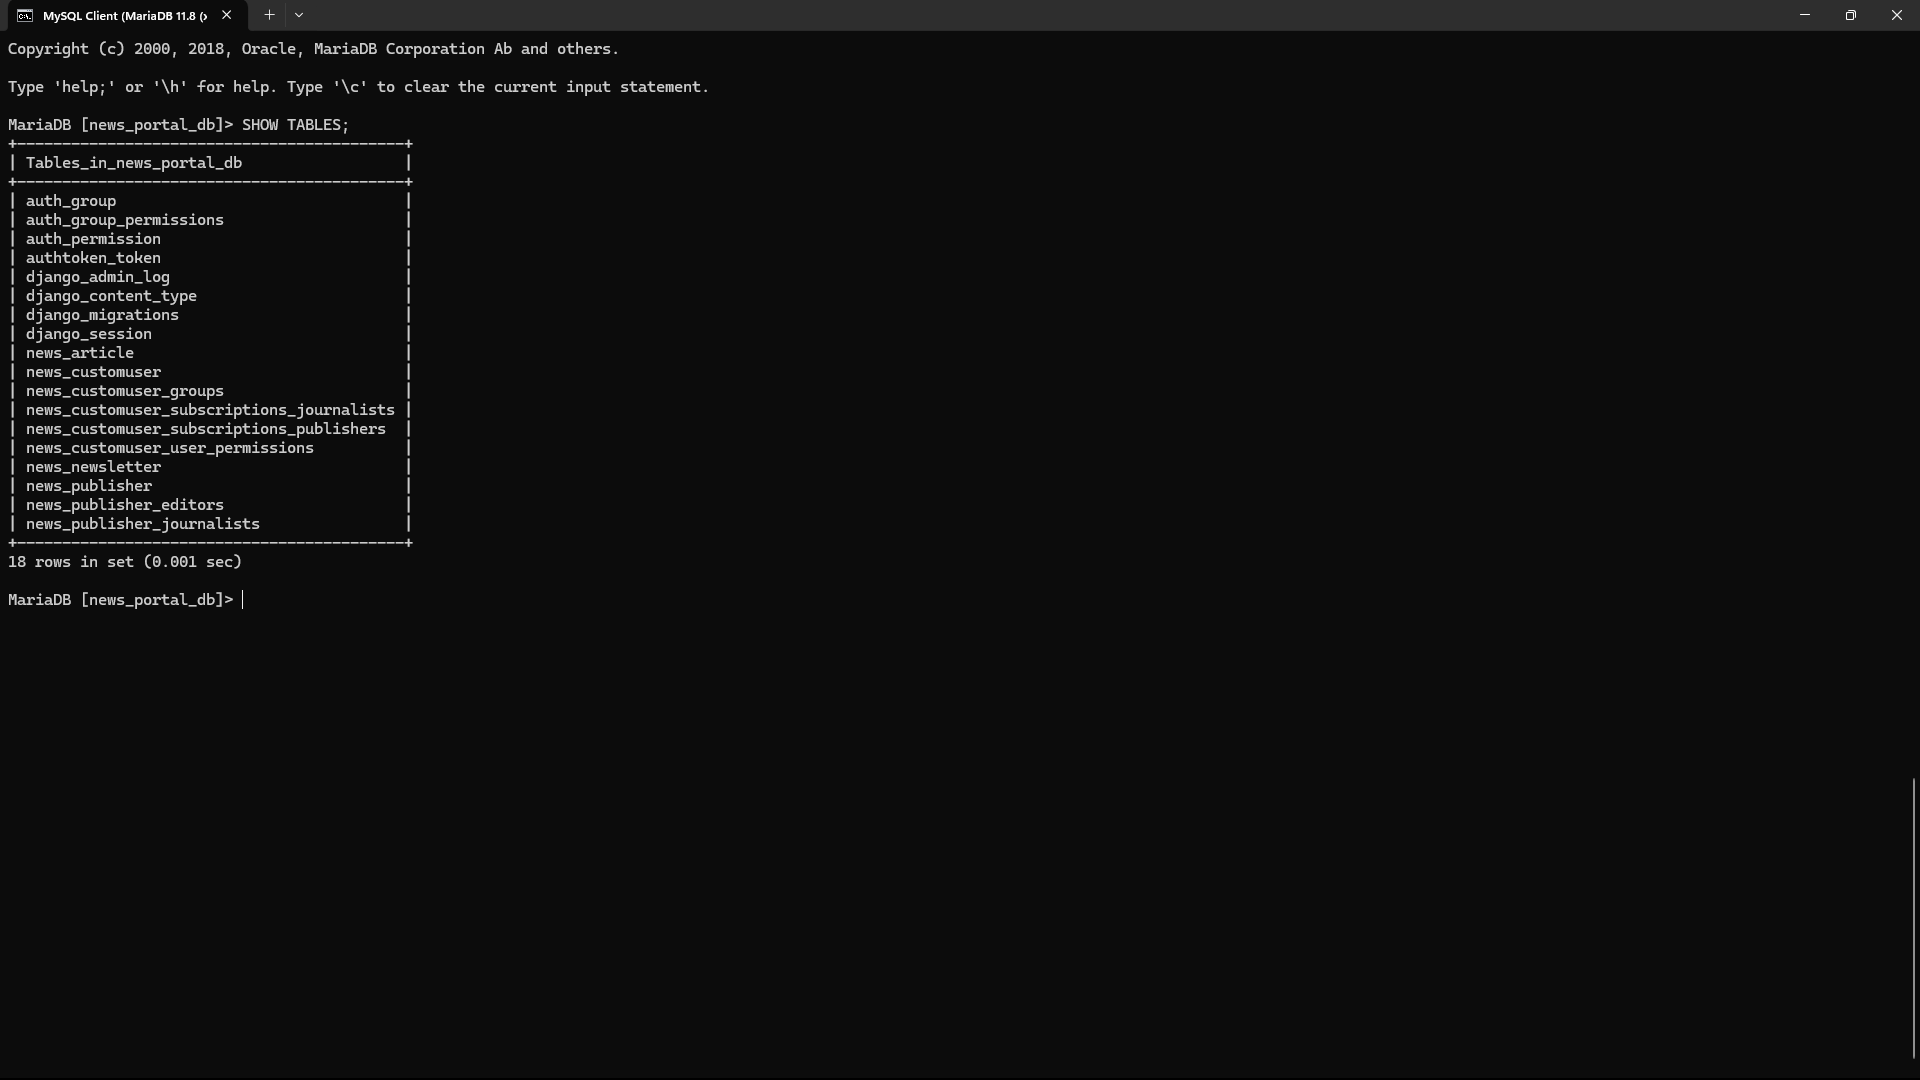 MySQL Client (MariaDB 11.8 (x
Copyright (c) 2000, 2018, Oracle, MariaDB Corporation Ab and others.
Type 'help;' or '\h' for help. Type '\c' to clear the current input statement.
MariaDB [news_portal_db]> SHOW TABLES;
+-------------------------------------------+
| Tables_in_news_portal_db                  |
+-------------------------------------------+
| auth_group                                |
| auth_group_permissions                    |
| auth_permission                           |
| authtoken_token                           |
| django_admin_log                          |
| django_content_type                       |
| django_migrations                         |
| django_session                            |
| news_article                              |
| news_customuser                           |
| news_customuser_groups                    |
| news_customuser_subscriptions_journalists |
| news_customuser_subscriptions_publishers  |
| news_customuser_user_permissions          |
| news_newsletter                           |
| news_publisher                            |
| news_publisher_editors                    |
| news_publisher_journalists                |
+-------------------------------------------+
18 rows in set (0.001 sec)
MariaDB [news_portal_db]>